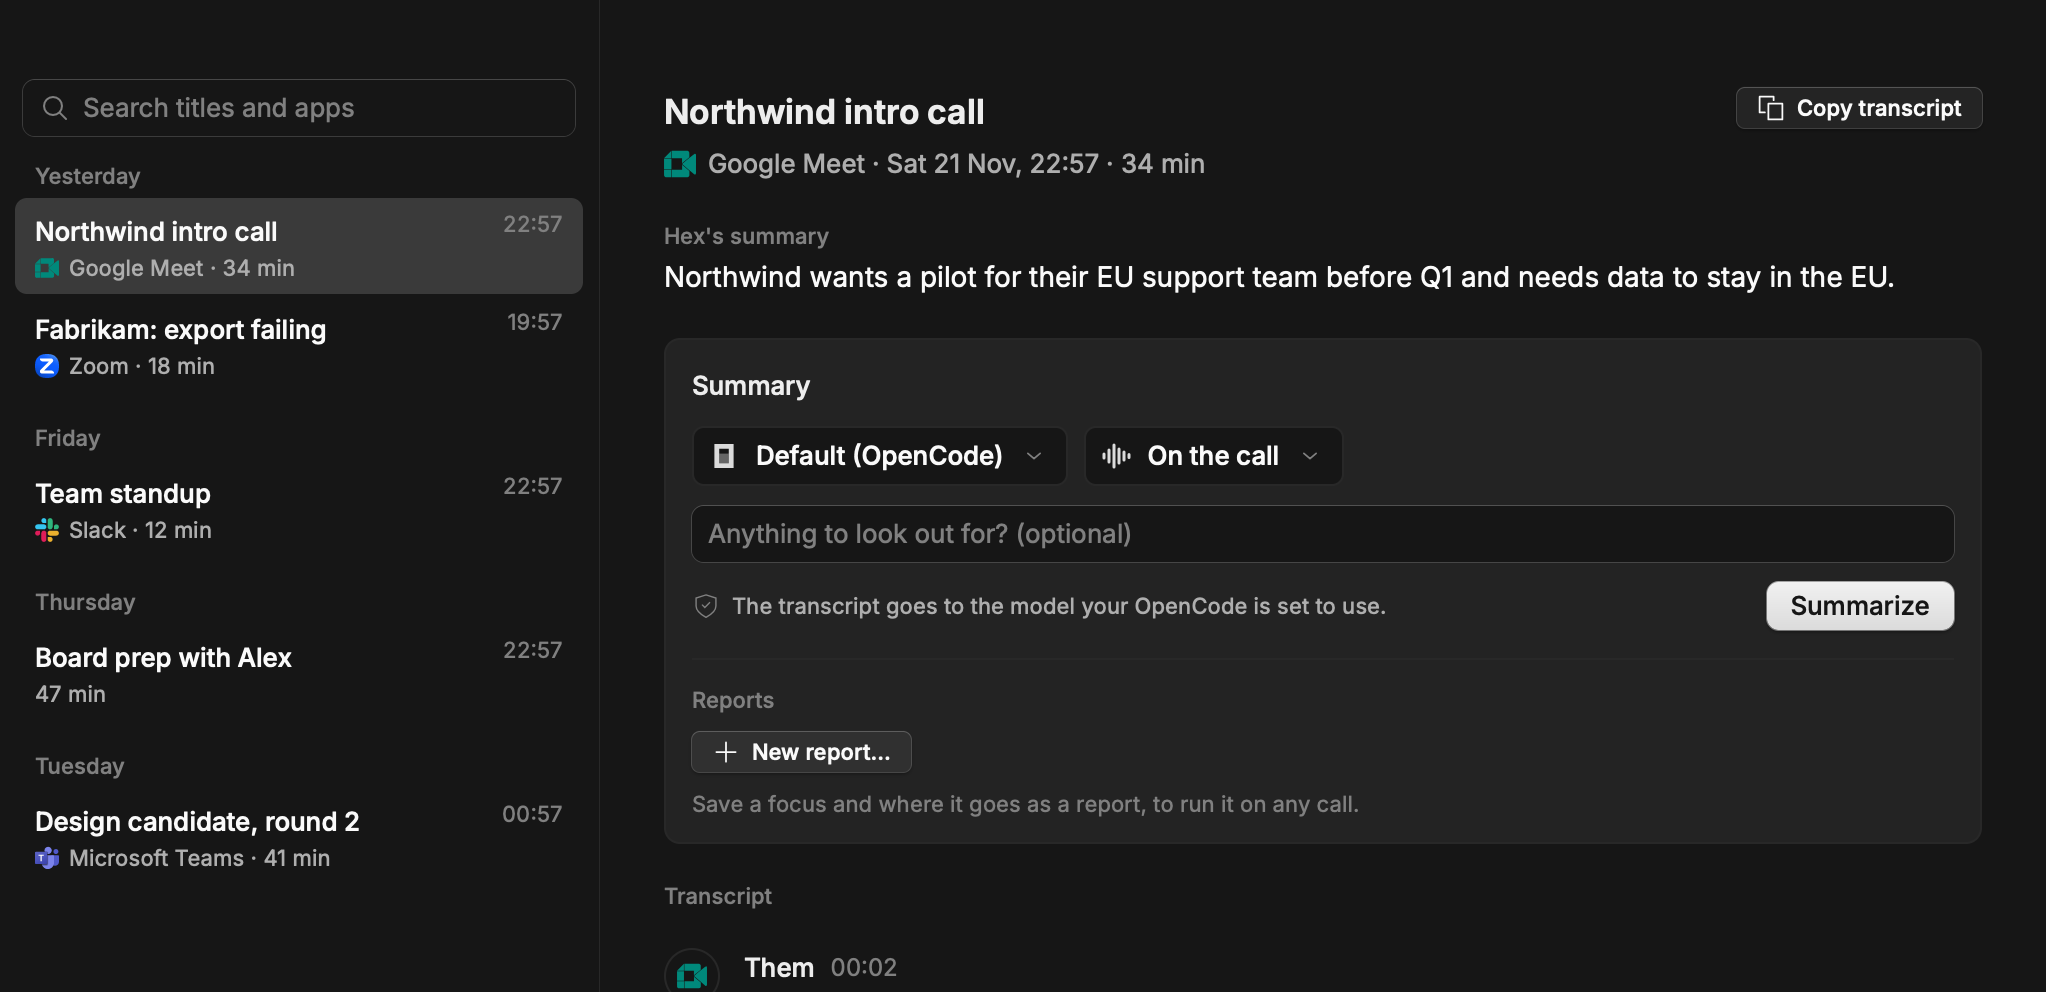 Search titles and apps
Yesterday
Northwind intro call 22:57
Google Meet · 34 min
Fabrikam: export failing 19:57
Zoom · 18 min
Friday
Team standup 22:57
Slack · 12 min
Thursday
Board prep with Alex 22:57
47 min
Tuesday
Design candidate, round 2 00:57
Microsoft Teams · 41 min
Northwind intro call
Copy transcript
Google Meet · Sat 21 Nov, 22:57 · 34 min
Hex's summary
Northwind wants a pilot for their EU support team before Q1 and needs data to stay in the EU.
Summary
Default (OpenCode) On the call
Anything to look out for? (optional)
The transcript goes to the model your OpenCode is set to use.
Summarize
Reports
New report...
Save a focus and where it goes as a report, to run it on any call.
Transcript
Them 00:02